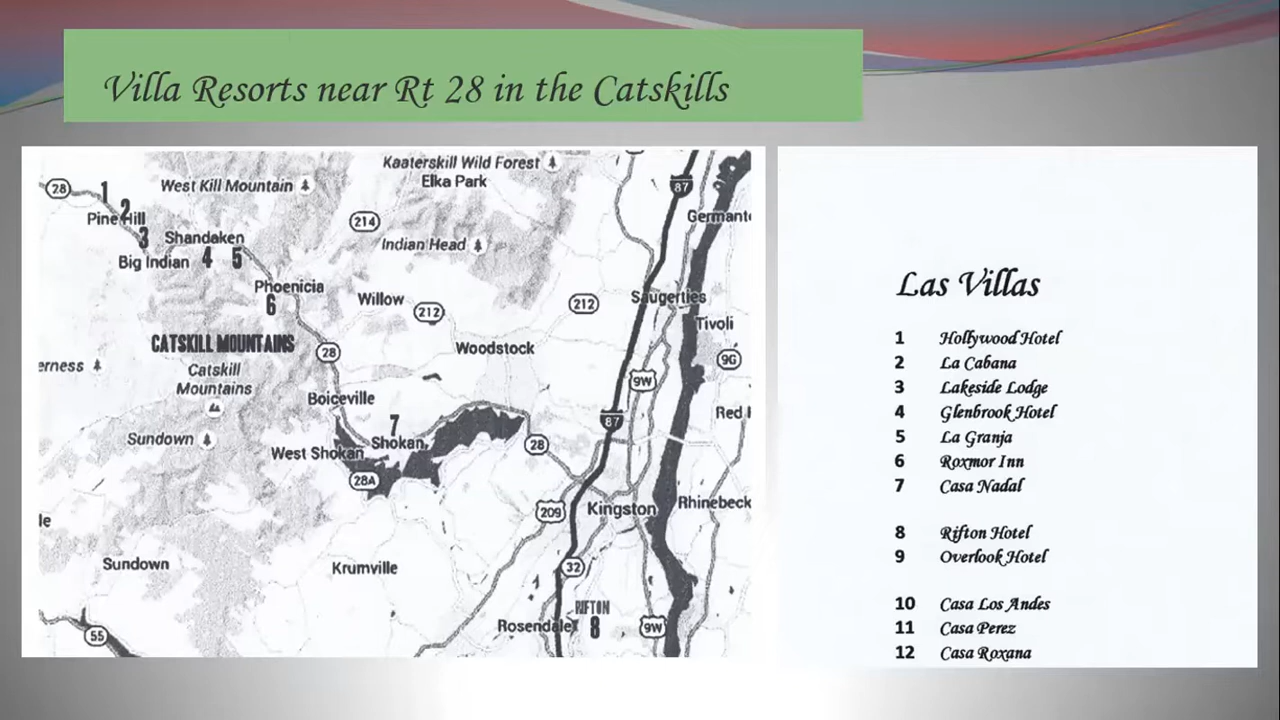 Villa Resorts near Rt 28 in the Catskills
Kaaterskill Wild Forest
Elka Park
87
28
1
West Kill Mountain
2
Pine Hill
214
Germant
3
Shandaken
Indian Head
Big Indian
4
5
Phoenicia
6
Willow
212
212
Saugerties
Tivoli
CATSKILL MOUNTAINS
28
Woodstock
9G
erness
Catskill
Mountains
9W
Boiceville
7
87
Red
Sundown
Shokan
28
West Shokan
28A
209
Kingston
Rhinebeck
le
Sundown
Krumville
32
RIFTON
55
Rosendale
8
9W
Las Villas
1 Hollywood Hotel
2 La Cabana
3 Lakeside Lodge
4 Glenbrook Hotel
5 La Granja
6 Roxmor Inn
7 Casa Nadal
8 Rifton Hotel
9 Overlook Hotel
10 Casa Los Andes
11 Casa Perez
12 Casa Roxana